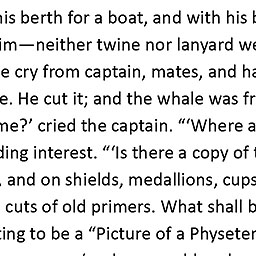 his berth for a boat, and with his b
im—neither twine nor lanyard we
e cry from captain, mates, and ha
e. He cut it; and the whale was fr
me?’ cried the captain. “‘Where a
ding interest. “‘Is there a copy of t
, and on shields, medallions, cups
cuts of old primers. What shall b
ting to be a “Picture of a Physeter